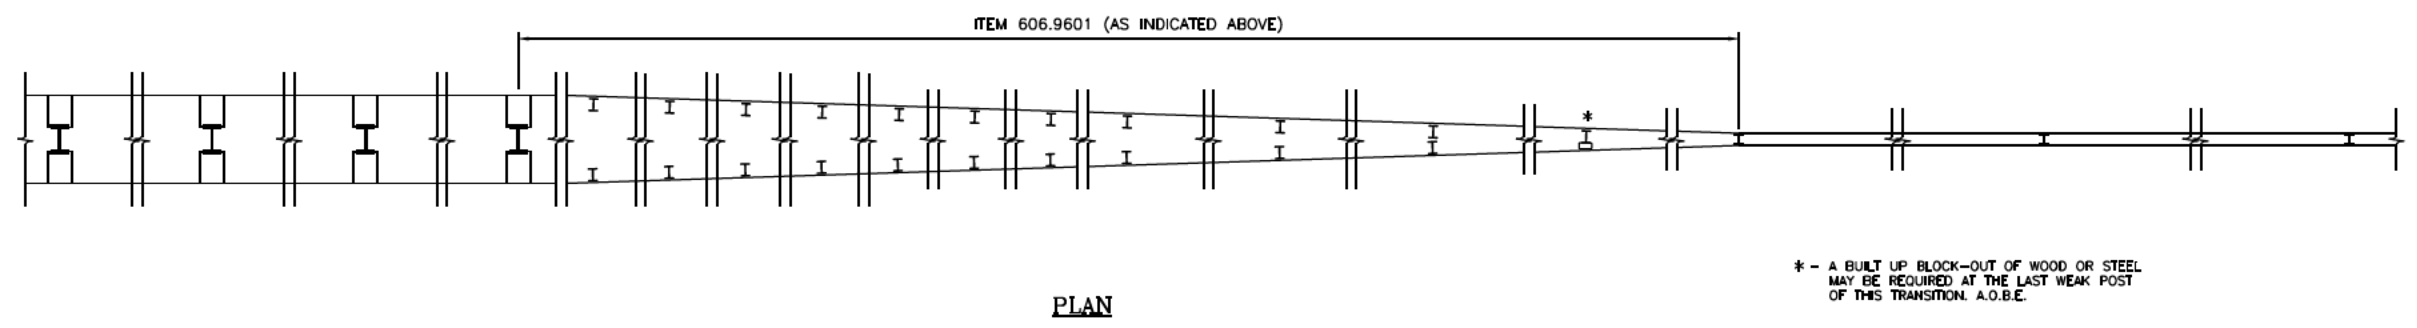 ITEM 606.9601 (AS INDICATED ABOVE)
*
* - A BUILT UP BLOCK-OUT OF WOOD OR STEEL
MAY BE REQUIRED AT THE LAST WEAK POST
OF THIS TRANSITION. A.O.B.E.
PLAN